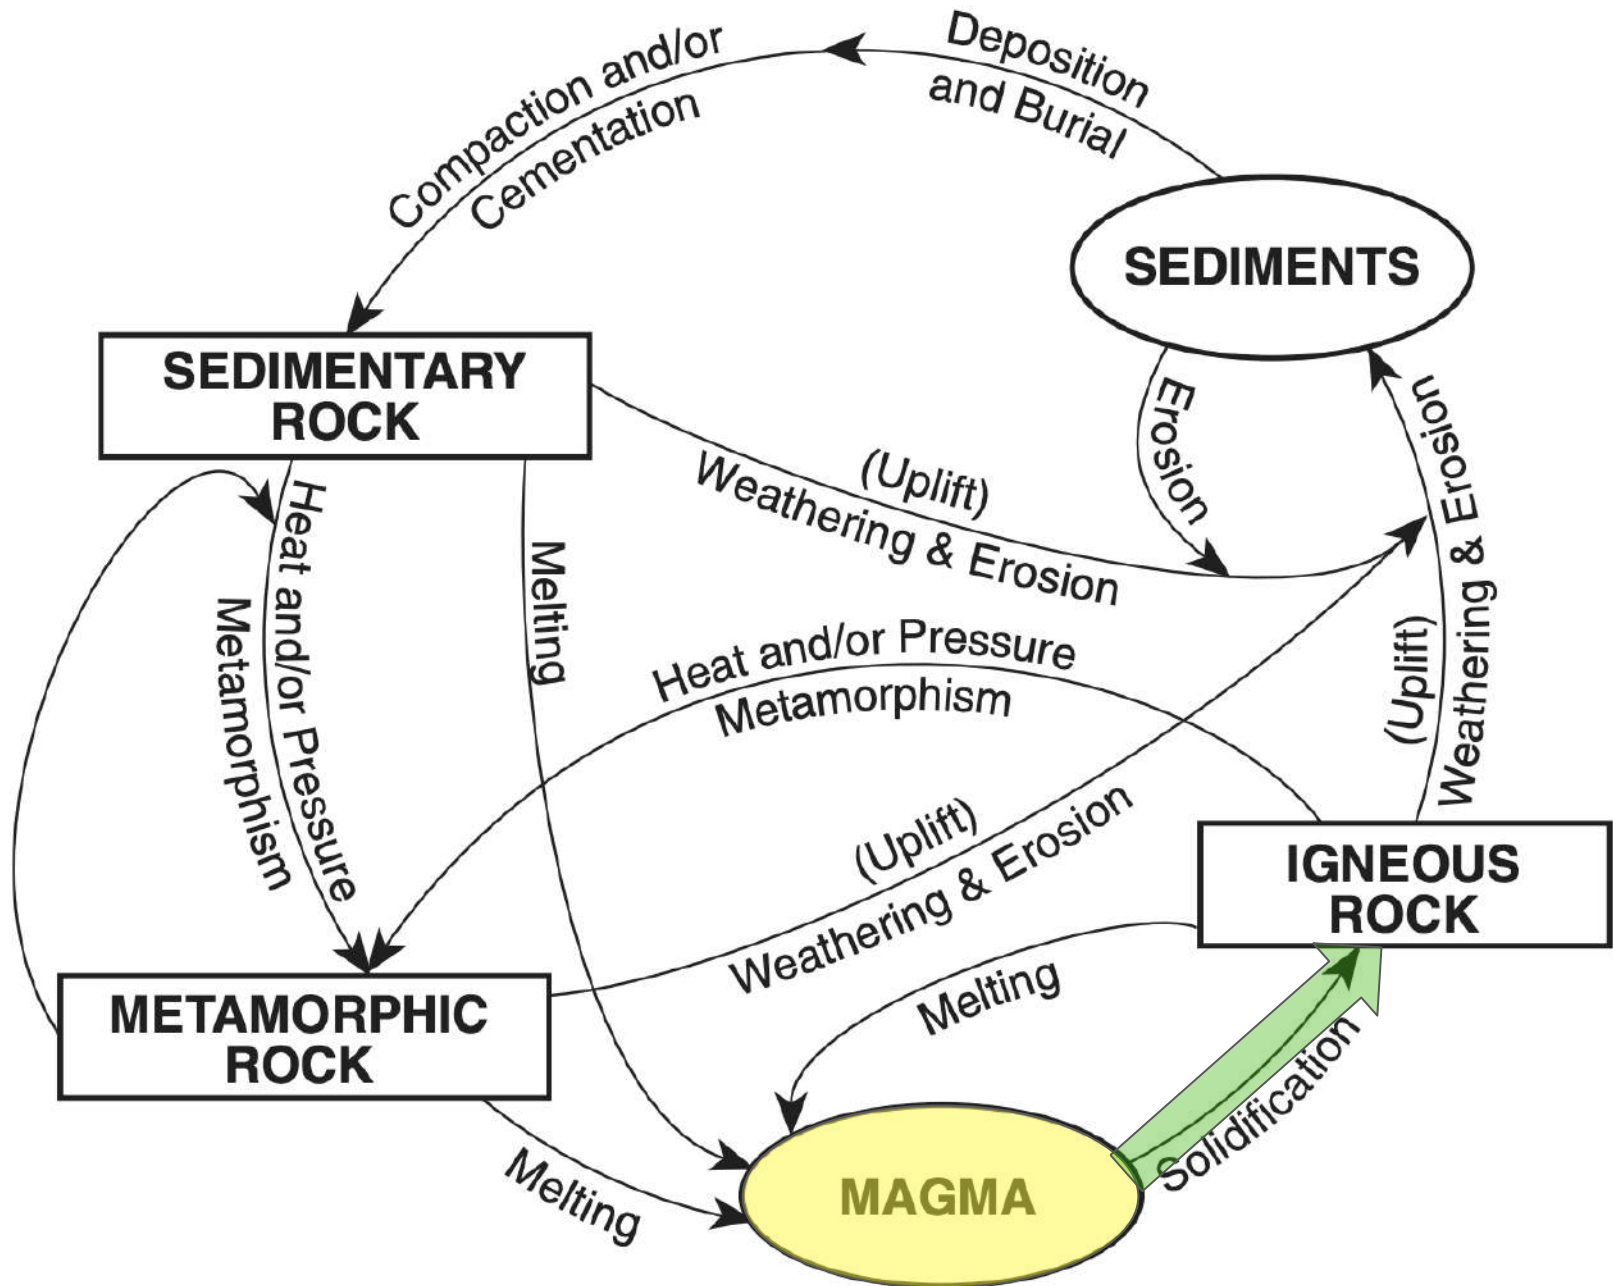 Deposition
and Burial
Compaction and/or
Cementation
SEDIMENTS
SEDIMENTARY
ROCK
Erosion
(Uplift)
Weathering & Erosion
(Uplift)
Weathering & Erosion
Heat and/or Pressure
Metamorphism
Melting
Heat and/or Pressure
Metamorphism
(Uplift)
Weathering & Erosion
IGNEOUS
ROCK
METAMORPHIC
ROCK
Melting
Melting
Solidification
MAGMA